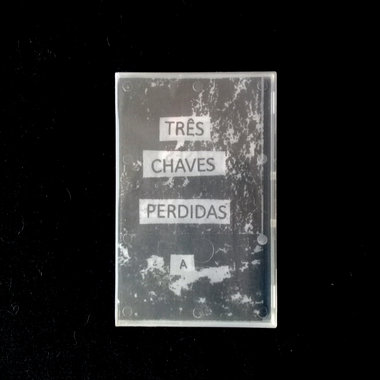 TRÊS
CHAVES
PERDIDAS
A